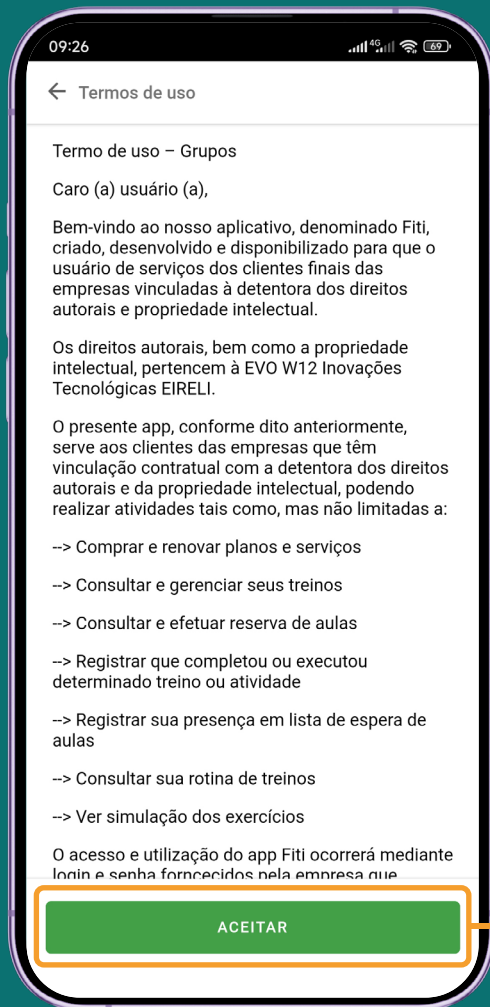 09:26
4G
69
Termos de uso
Termo de uso – Grupos
Caro (a) usuário (a),
Bem-vindo ao nosso aplicativo, denominado Fiti,
criado, desenvolvido e disponibilizado para que o
usuário de serviços dos clientes finais das
empresas vinculadas à detentora dos direitos
autorais e propriedade intelectual.
Os direitos autorais, bem como a propriedade
intelectual, pertencem à EVO W12 Inovações
Tecnológicas EIRELI.
O presente app, conforme dito anteriormente,
serve aos clientes das empresas que têm
vinculação contratual com a detentora dos direitos
autorais e da propriedade intelectual, podendo
realizar atividades tais como, mas não limitadas a:
--> Comprar e renovar planos e serviços
--> Consultar e gerenciar seus treinos
--> Consultar e efetuar reserva de aulas
--> Registrar que completou ou executou
determinado treino ou atividade
--> Registrar sua presença em lista de espera de
aulas
--> Consultar sua rotina de treinos
--> Ver simulação dos exercícios
O acesso e utilização do app Fiti ocorrerá mediante
login e senha forncecidos pela empresa que
ACEITAR